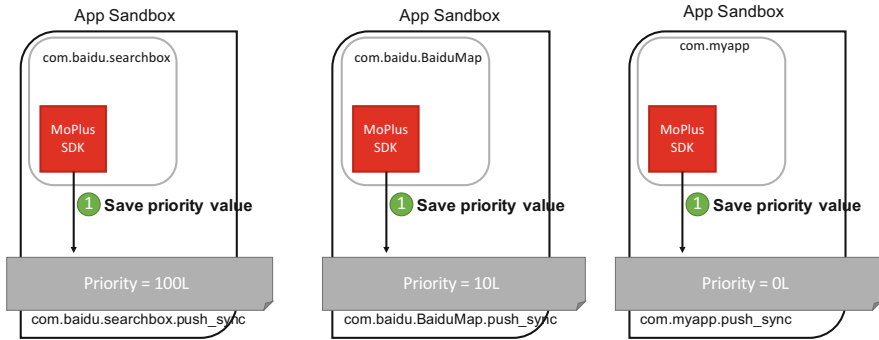 App Sandbox
com.baidu.searchbox
MoPlus
SDK
1 Save priority value
Priority = 100L
com.baidu.searchbox.push_sync
App Sandbox
com.baidu.BaiduMap
MoPlus
SDK
1 Save priority value
Priority = 10L
com.baidu.BaiduMap.push_sync
App Sandbox
com.myapp
MoPlus
SDK
1 Save priority value
Priority = 0L
com.myapp.push_sync